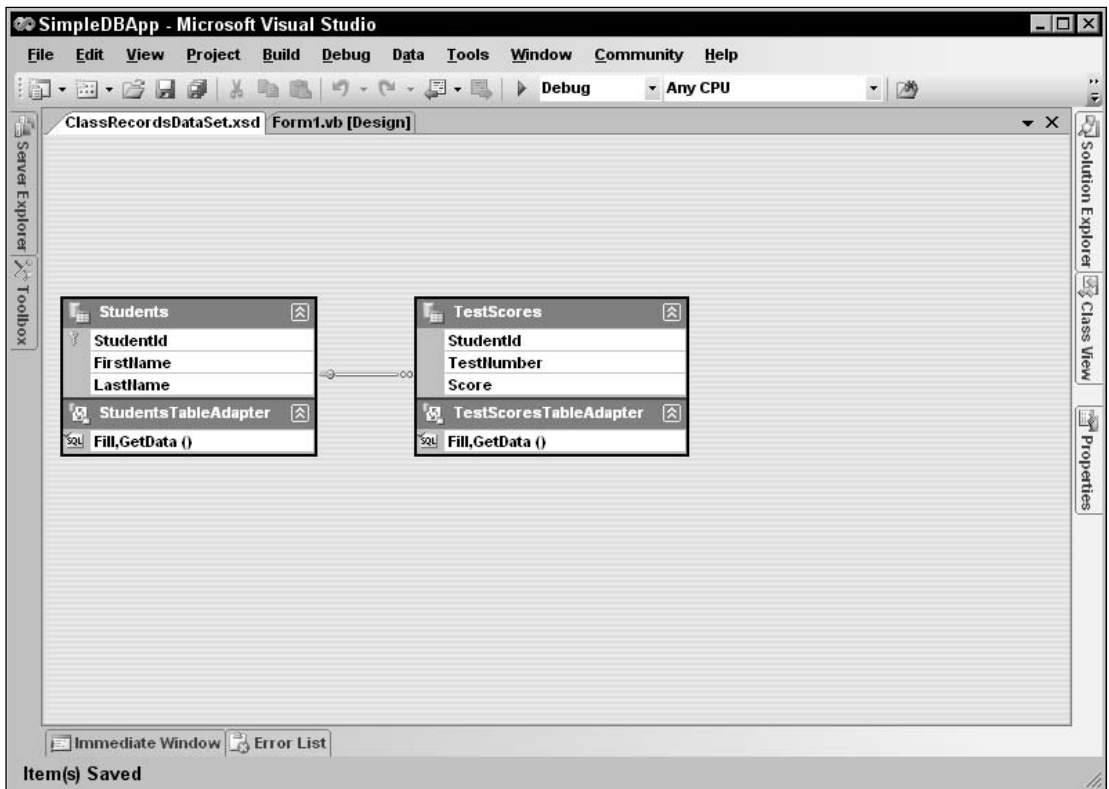 SimpleDBApp - Microsoft Visual Studio
File Edit View Project Build Debug Data Tools Window Community Help
Debug Any CPU
ClassRecordsDataSet.xsd Form1.vb [Design]
Server Explorer
Toolbox
Solution Explorer
Class View
Properties
Students
StudentId
FirstName
LastName
StudentsTableAdapter
SQL Fill,GetData ()
TestScores
StudentId
TestNumber
Score
TestScoresTableAdapter
SQL Fill,GetData ()
Immediate Window Error List
Item(s) Saved